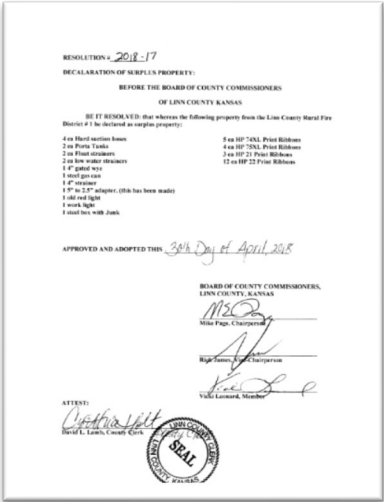 RESOLUTION # 2018-17
DECALARATION OF SURPLUS PROPERTY:
BEFORE THE BOARD OF COUNTY COMMISSIONERS
OF LINN COUNTY KANSAS
BE IT RESOLVED: that whereas the following property from the Linn County Rural Fire
District # 1 be declared as surplus property:
4 ea Hard suction hoses
2 ea Porta Tanks
2 ea Float strainers
2 ea low water strainers
1 4" gated wye
1 steel gas can
1 4" strainer
1 5" to 2.5" adapter, (this has been made)
1 old red light
1 work light
1 steel box with Junk
5 ea HP 74XL Print Ribbons
4 ea HP 75XL Print Ribbons
3 ea HP 21 Print Ribbons
12 ea HP 22 Print Ribbons
APPROVED AND ADOPTED THIS 30th Day of April, 2018
BOARD OF COUNTY COMMISSIONERS,
LINN COUNTY, KANSAS
Mike Page, Chairperson
Rick James, Vice-Chairperson
Vicki Leonard, Member
ATTEST:
David L. Lamb, County Clerk
LINN COUNTY CLERK
SEAL
KANSAS